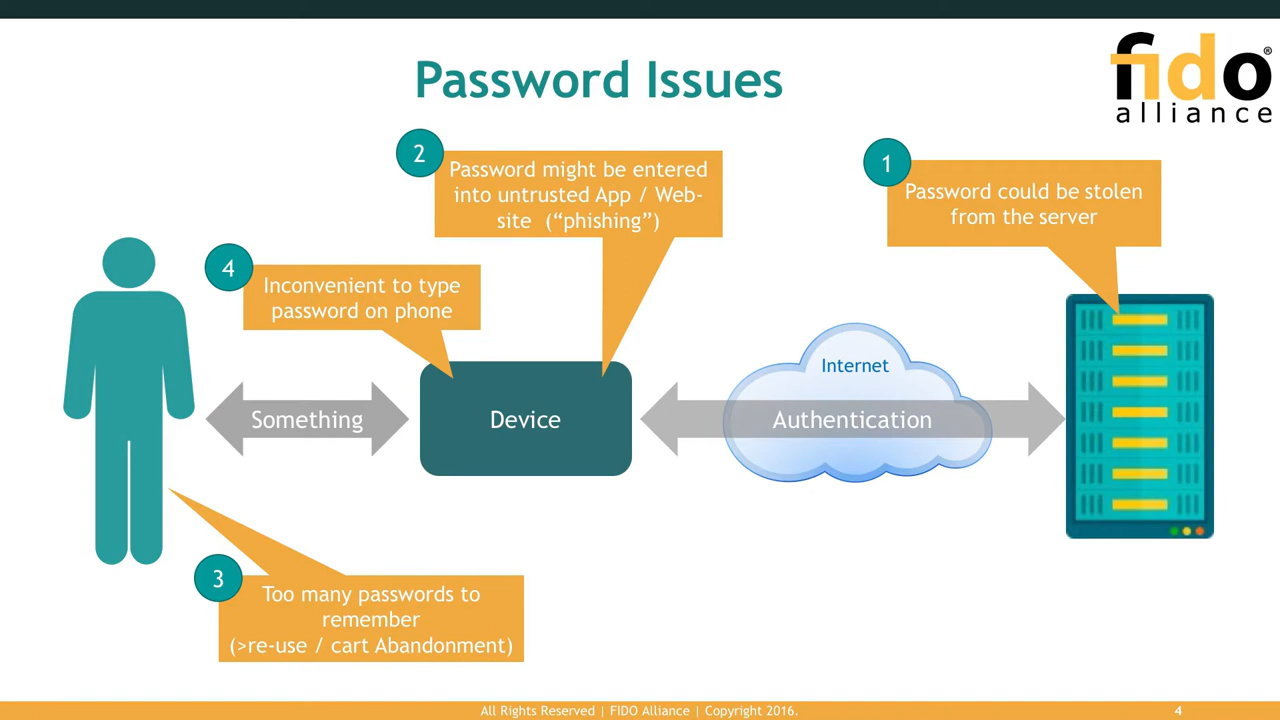 Password Issues
fido®
alliance
1
Password could be stolen
from the server
2
Password might be entered
into untrusted App / Web-
site (“phishing”)
4
Inconvenient to type
password on phone
Internet
Something
Device
Authentication
3
Too many passwords to
remember
(>re-use / cart Abandonment)
All Rights Reserved | FIDO Alliance | Copyright 2016.
4